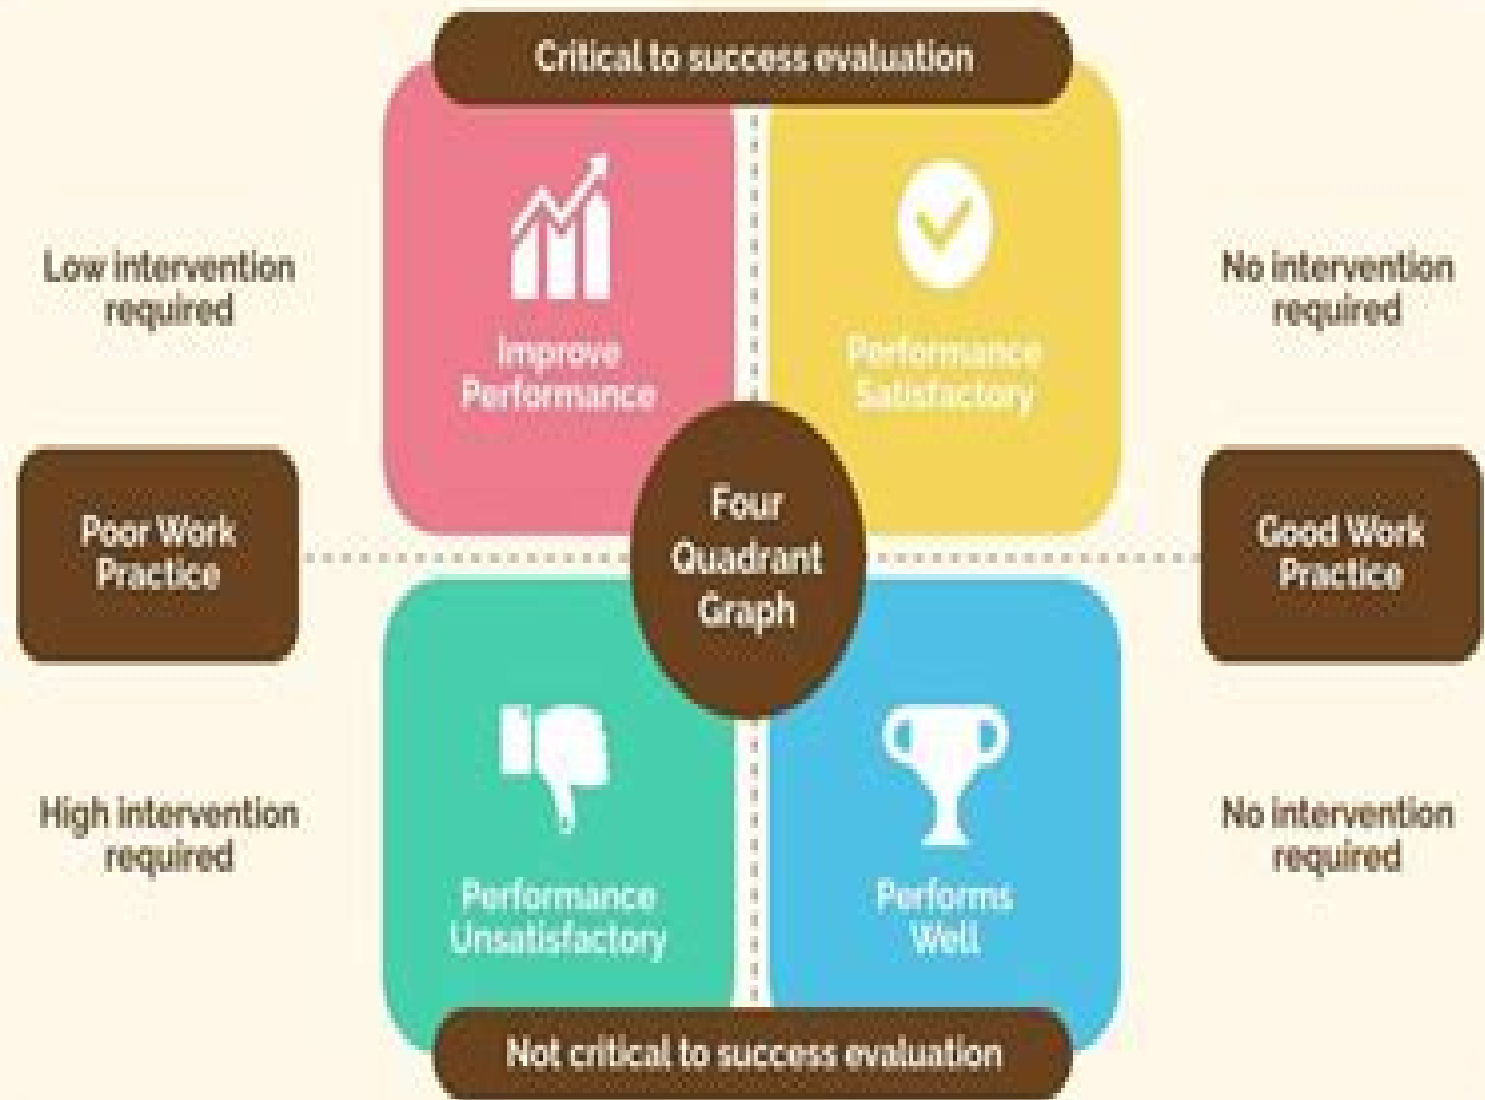 Critical to success evaluation
Low intervention
required
Improve
Performance
Performance
Satisfactory
No intervention
required
Poor Work
Practice
Four
Quadrant
Graph
Good Work
Practice
High intervention
required
Performance
Unsatisfactory
Performs
Well
No intervention
required
Not critical to success evaluation